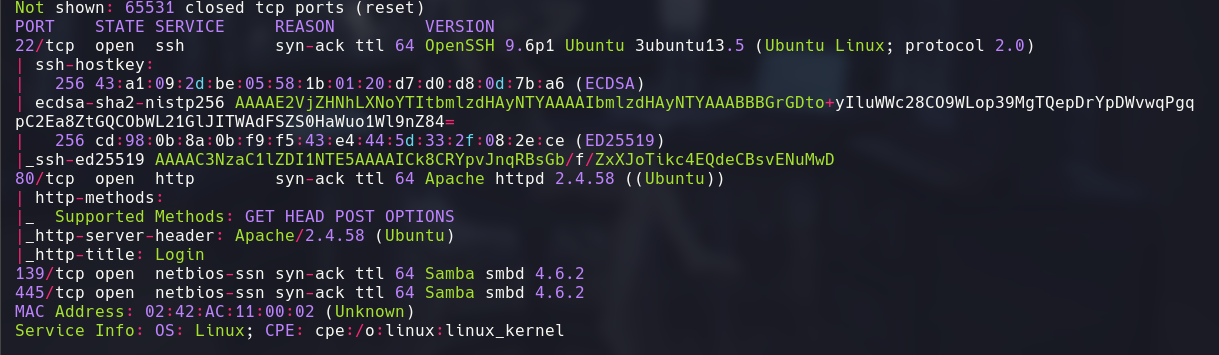 Not shown: 65531 closed tcp ports (reset)
PORT    STATE SERVICE     REASON         VERSION
22/tcp  open  ssh         syn-ack ttl 64 OpenSSH 9.6p1 Ubuntu 3ubuntu13.5 (Ubuntu Linux; protocol 2.0)
| ssh-hostkey:
|   256 43:a1:09:2d:be:05:58:1b:01:20:d7:d0:d8:0d:7b:a6 (ECDSA)
| ecdsa-sha2-nistp256 AAAAE2VjZHNhLXNoYTItbmlzdHAyNTYAAAAIbmlzdHAyNTYAAABBBGrGDto+yIluWWc28CO9WLop39MgTQepDrYpDWvwqPgq
pC2Ea8ZtGQCObWL21GlJITWAdFSZS0HaWuo1Wl9nZ84=
|   256 cd:98:0b:8a:0b:f9:f5:43:e4:44:5d:33:2f:08:2e:ce (ED25519)
|_ssh-ed25519 AAAAC3NzaC1lZDI1NTE5AAAAICk8CRYpvJnqRBsGb/f/ZxXJoTikc4EQdeCBsvENuMwD
80/tcp  open  http        syn-ack ttl 64 Apache httpd 2.4.58 ((Ubuntu))
| http-methods:
|_  Supported Methods: GET HEAD POST OPTIONS
|_http-server-header: Apache/2.4.58 (Ubuntu)
|_http-title: Login
139/tcp open  netbios-ssn syn-ack ttl 64 Samba smbd 4.6.2
445/tcp open  netbios-ssn syn-ack ttl 64 Samba smbd 4.6.2
MAC Address: 02:42:AC:11:00:02 (Unknown)
Service Info: OS: Linux; CPE: cpe:/o:linux:linux_kernel